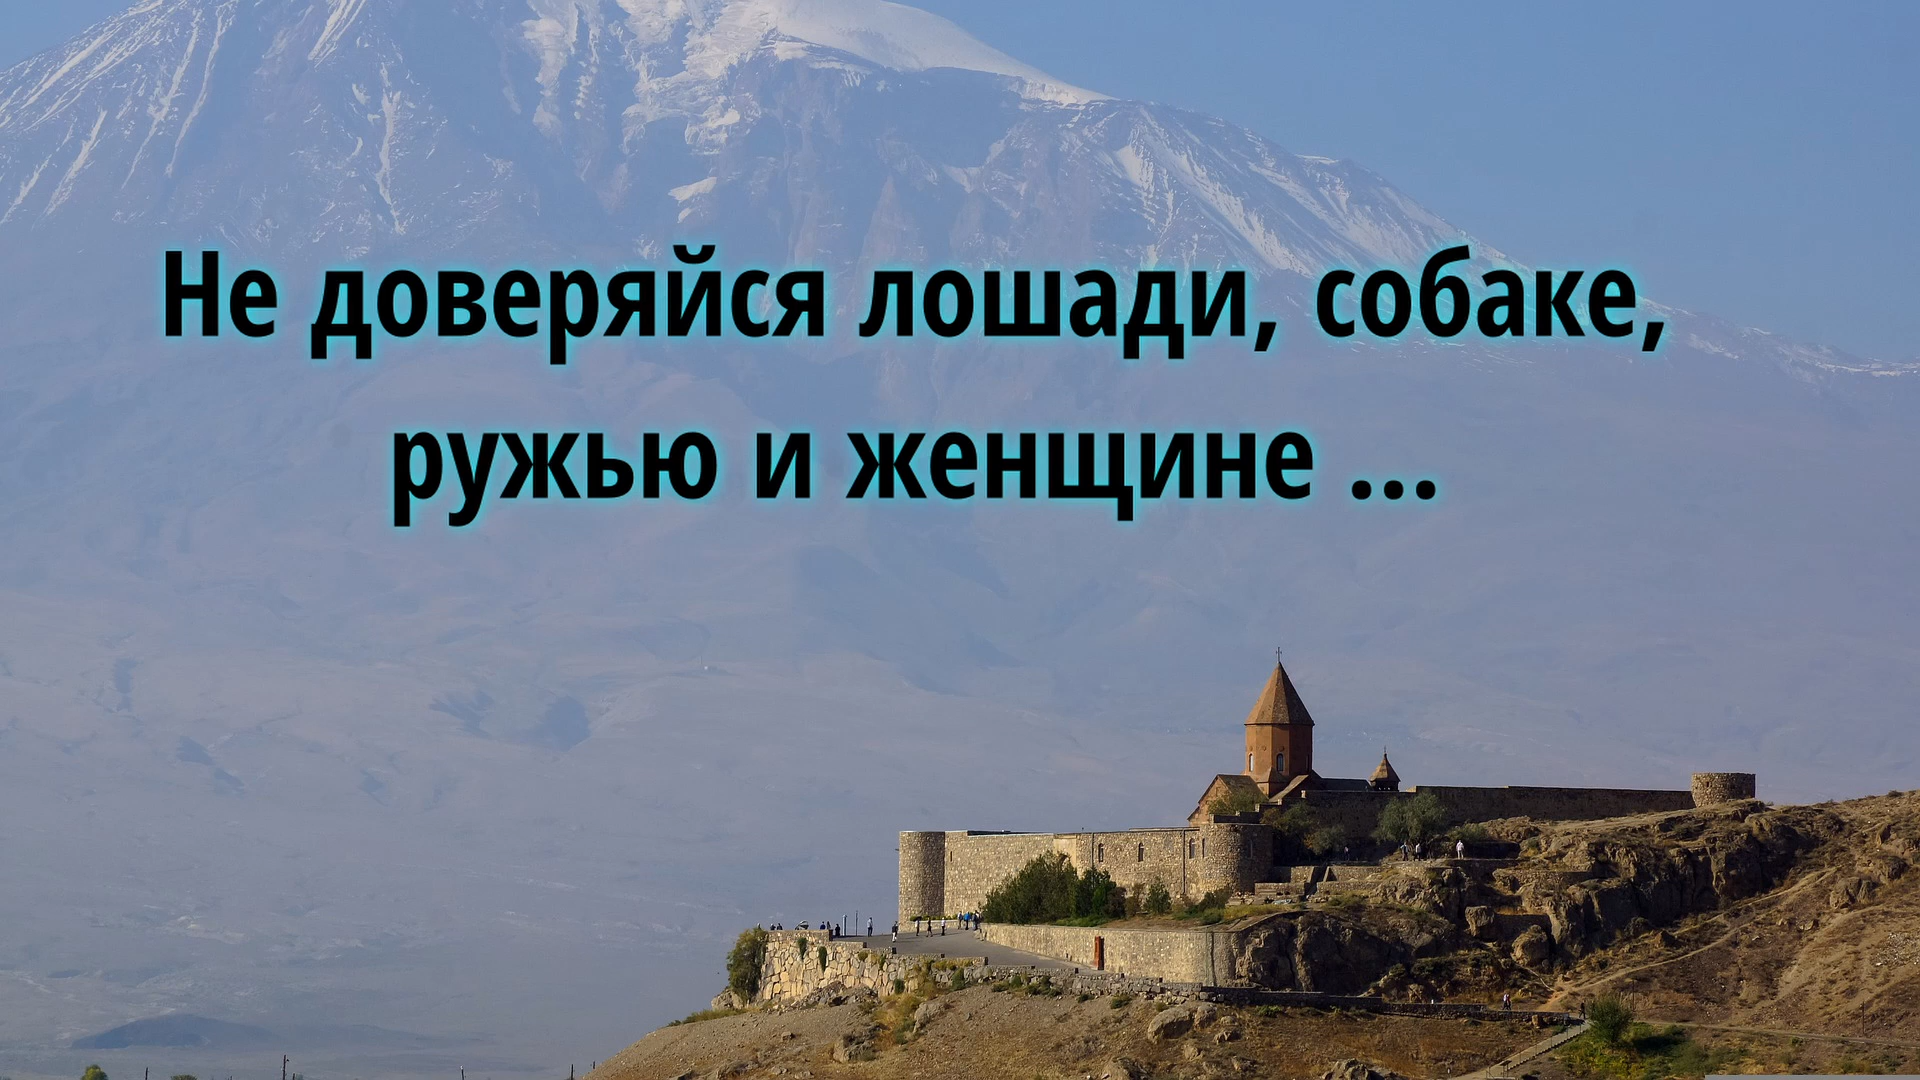 Не доверяйся лошади, собаке,
ружью и женщине ...